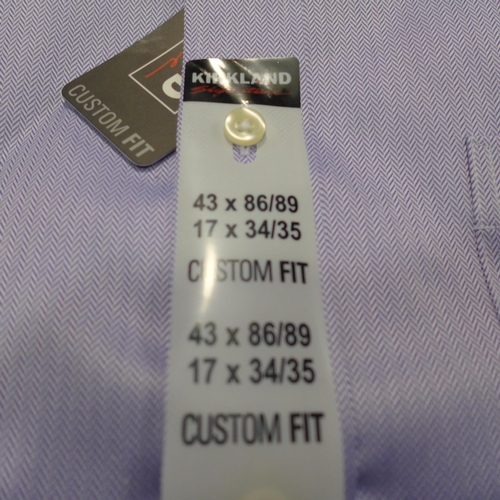 CUSTOM FIT
KIRKLAND
Signature
43 x 86/89
17 x 34/35
CUSTOM FIT
43 x 86/89
17 x 34/35
CUSTOM FIT